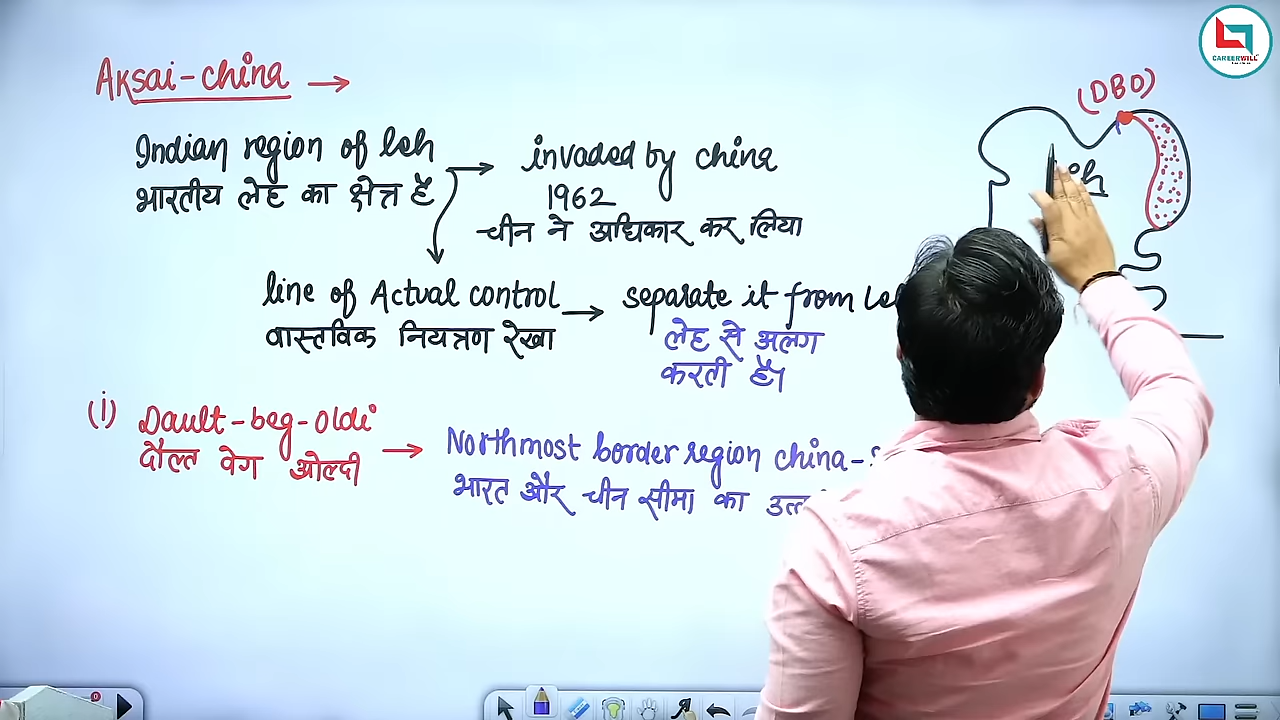 Aksai-china →
Indian region of leh → invaded by china
1962
भारतीय लेह का क्षेत्र है
चीन ने अधिकार कर लिया
line of Actual control → separate it from
वास्तविक नियत्रण रेखा
लेह से अलग
करती है।
(i) Dault-beg-oldi → Northmost border region china-
दौल्त वेग ओल्दी
भारत और चीन सीमा का
(DBO)
CAREERWILL